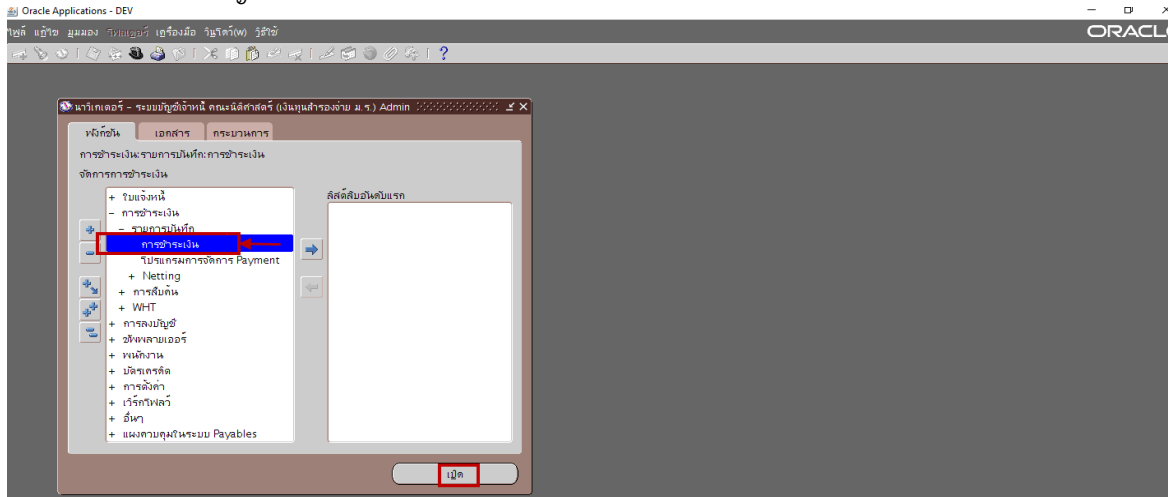 Oracle Applications - DEV
ไฟล์ แก้ไข มุมมอง โฟลเดอร์ เครื่องมือ วินโดว์(W) วิธีใช้
ORACL
นาวิเกเตอร์ - ระบบบัญชีเจ้าหนี้ คณะนิติศาสตร์ (เงินทุนสำรองจ่าย ม.ร.) Admin
ฟังก์ชัน เอกสาร กระบวนการ
การชำระเงิน:รายการบันทึก:การชำระเงิน
จัดการการชำระเงิน
+ ใบแจ้งหนี้
- การชำระเงิน
- รายการบันทึก
การชำระเงิน
โปรแกรมการจัดการ Payment
+ Netting
+ การสืบค้น
+ WHT
+ การลงบัญชี
+ ซัพพลายเออร์
+ พนักงาน
+ บัตรเครดิต
+ การตั้งค่า
+ เวิร์กโฟลว์
+ อื่นๆ
+ แผงควบคุมในระบบ Payables
ลิสต์สิบอันดับแรก
เปิด